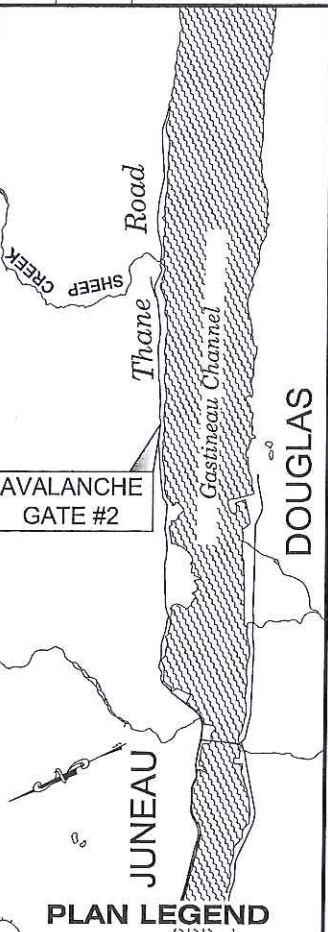 Thane Road
SHEEP CREEK
Gastineau Channel
AVALANCHE
GATE #2
DOUGLAS
JUNEAU
PLAN LEGEND